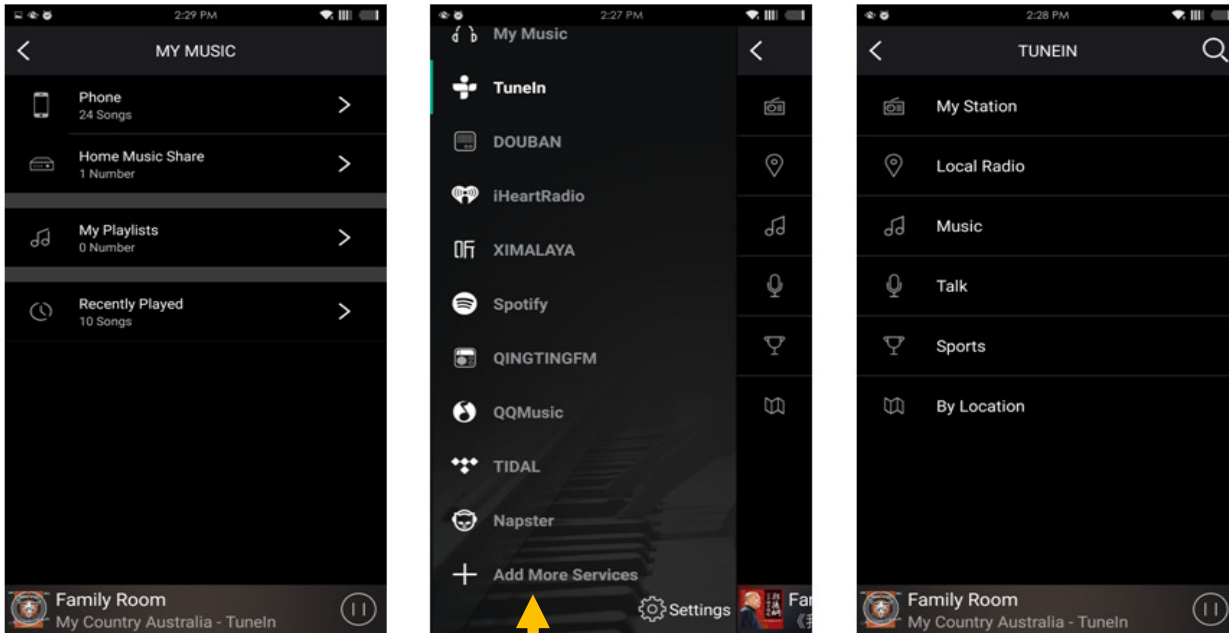 2:29 PM
MY MUSIC
Phone
24 Songs
Home Music Share
1 Number
My Playlists
0 Number
Recently Played
10 Songs
Family Room
My Country Australia - TuneIn
2:27 PM
My Music
TuneIn
DOUBAN
iHeartRadio
XIMALAYA
Spotify
QINGTINGFM
QQMusic
TIDAL
Napster
Add More Services
Settings
2:28 PM
TUNEIN
My Station
Local Radio
Music
Talk
Sports
By Location
Family Room
My Country Australia - TuneIn